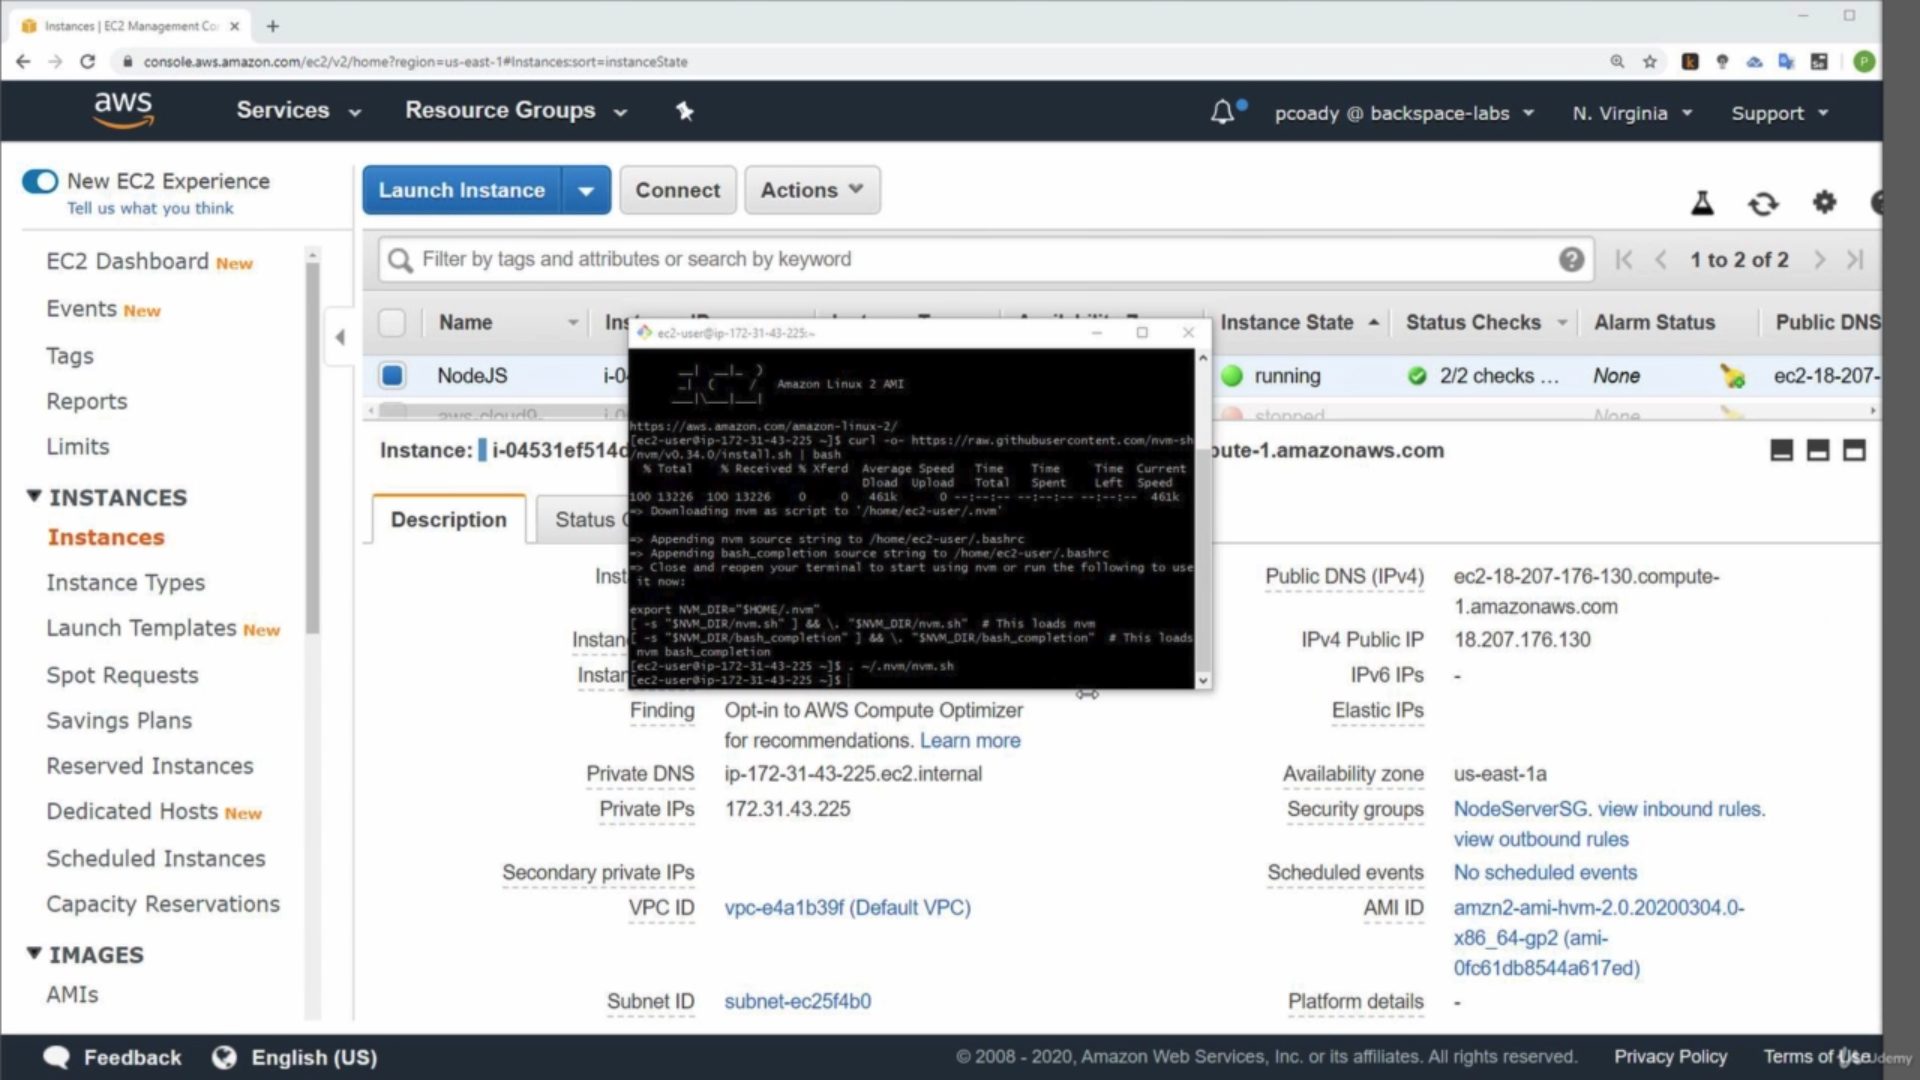 Instances | EC2 Management Co
console.aws.amazon.com/ec2/v2/home?region=us-east-1#Instances:sort=instanceState
P
aws
Services
Resource Groups
pcoady @ backspace-labs
N. Virginia
Support
New EC2 Experience
Tell us what you think
EC2 Dashboard New
Events New
Tags
Reports
Limits
INSTANCES
Instances
Instance Types
Launch Templates New
Spot Requests
Savings Plans
Reserved Instances
Dedicated Hosts New
Scheduled Instances
Capacity Reservations
IMAGES
AMIs
Launch Instance
Connect
Actions
Filter by tags and attributes or search by keyword
1 to 2 of 2
Name
Instance State
Status Checks
Alarm Status
Public DNS
NodeJS
i-0
running
2/2 checks ...
None
ec2-18-207-
aws-cloud9-
stopped
None
Instance: i-04531ef514d
pute-1.amazonaws.com
Description
Status
ec2-user@ip-172-31-43-225:~
Amazon Linux 2 AMI
https://aws.amazon.com/amazon-linux-2/
[ec2-user@ip-172-31-43-225 ~]$ curl -o- https://raw.githubusercontent.com/nvm-sh
/nvm/v0.34.0/install.sh | bash
% Total % Received % Xferd Average Speed Time Time Time Current
Dload Upload Total Spent Left Speed
100 13226 100 13226 0 0 461k 0 --:--:-- --:--:-- --:--:-- 461k
=> Downloading nvm as script to '/home/ec2-user/.nvm'
=> Appending nvm source string to /home/ec2-user/.bashrc
=> Appending bash_completion source string to /home/ec2-user/.bashrc
=> Close and reopen your terminal to start using nvm or run the following to use
it now:
export NVM_DIR="$HOME/.nvm"
[ -s "$NVM_DIR/nvm.sh" ] && \. "$NVM_DIR/nvm.sh" # This loads nvm
[ -s "$NVM_DIR/bash_completion" ] && \. "$NVM_DIR/bash_completion" # This loads
nvm bash_completion
[ec2-user@ip-172-31-43-225 ~]$ . ~/.nvm/nvm.sh
[ec2-user@ip-172-31-43-225 ~]$
Finding
Opt-in to AWS Compute Optimizer
for recommendations. Learn more
Private DNS
ip-172-31-43-225.ec2.internal
Private IPs
172.31.43.225
Secondary private IPs
VPC ID
vpc-e4a1b39f (Default VPC)
Subnet ID
subnet-ec25f4b0
Public DNS (IPv4)
ec2-18-207-176-130.compute-
1.amazonaws.com
IPv4 Public IP
18.207.176.130
IPv6 IPs
-
Elastic IPs
Availability zone
us-east-1a
Security groups
NodeServerSG. view inbound rules.
view outbound rules
Scheduled events
No scheduled events
AMI ID
amzn2-ami-hvm-2.0.20200304.0-
x86_64-gp2 (ami-
0fc61db8544a617ed)
Platform details
-
Feedback
English (US)
© 2008 - 2020, Amazon Web Services, Inc. or its affiliates. All rights reserved.
Privacy Policy
Terms of Use
Udemy